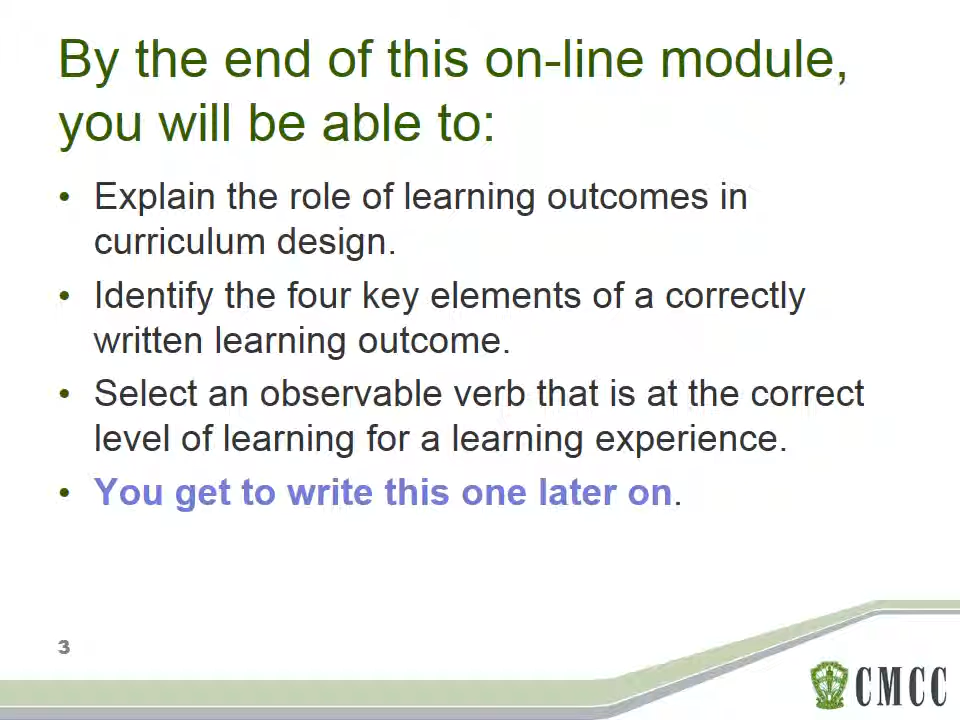 By the end of this on-line module,
you will be able to:
• Explain the role of learning outcomes in
curriculum design.
• Identify the four key elements of a correctly
written learning outcome.
• Select an observable verb that is at the correct
level of learning for a learning experience.
• You get to write this one later on.
3
CMCC